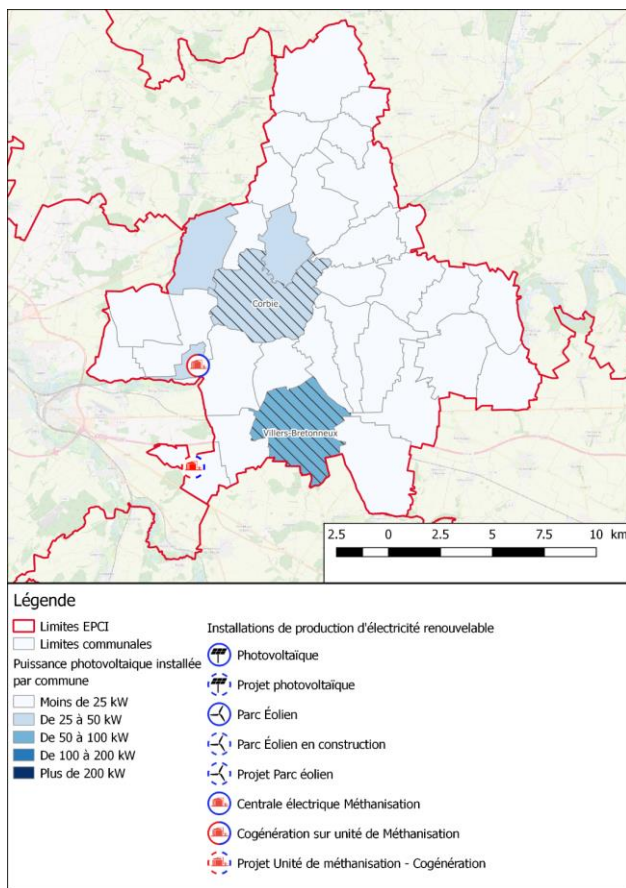 Corbie
Villers-Bretonneux
2.5 0 2.5 5 7.5 10 km
Légende
Limites EPCI
Limites communales
Puissance photovoltaique installée
par commune
Moins de 25 kW
De 25 à 50 kW
De 50 à 100 kW
De 100 à 200 kW
Plus de 200 kW
Installations de production d'électricité renouvelable
Photovoltaïque
Projet photovoltaïque
Parc Éolien
Parc Éolien en construction
Projet Parc éolien
Centrale électrique Méthanisation
Cogénération sur unité de Méthanisation
Projet Unité de méthanisation - Cogénération